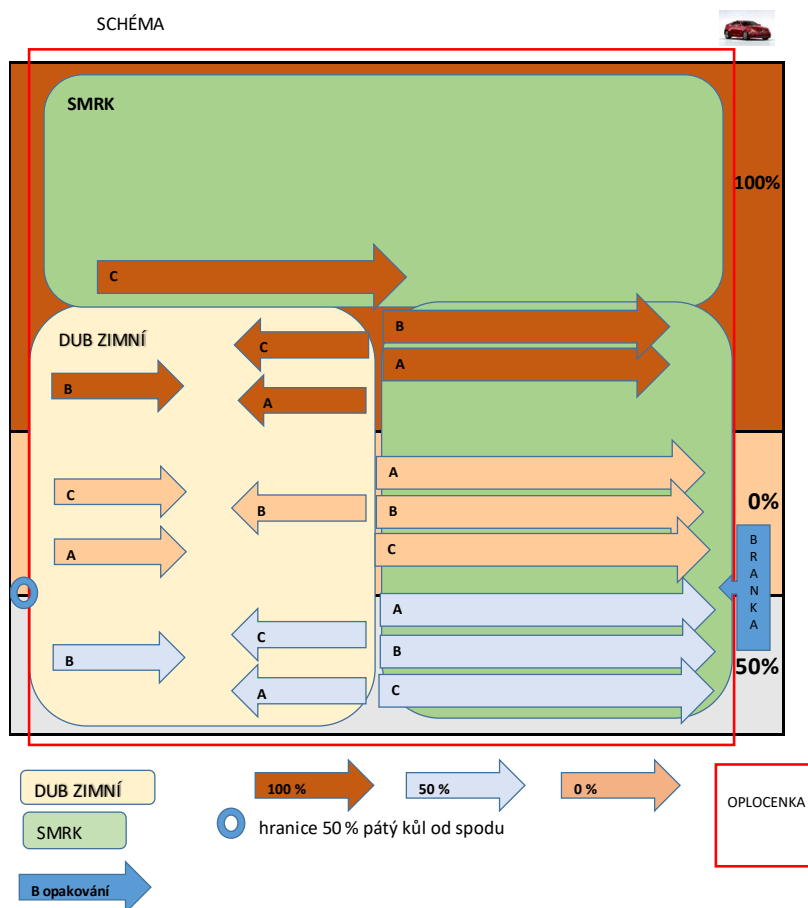 SCHÉMA
SMRK
100%
C
B
DUB ZIMNÍ
C
A
B
A
A
C
0%
B
B
A
C
B
R
A
N
K
A
A
C
B
B
50%
A
C
DUB ZIMNÍ
100 %
50 %
0 %
OPLOCENKA
SMRK
hranice 50 % pátý kůl od spodu
B opakování